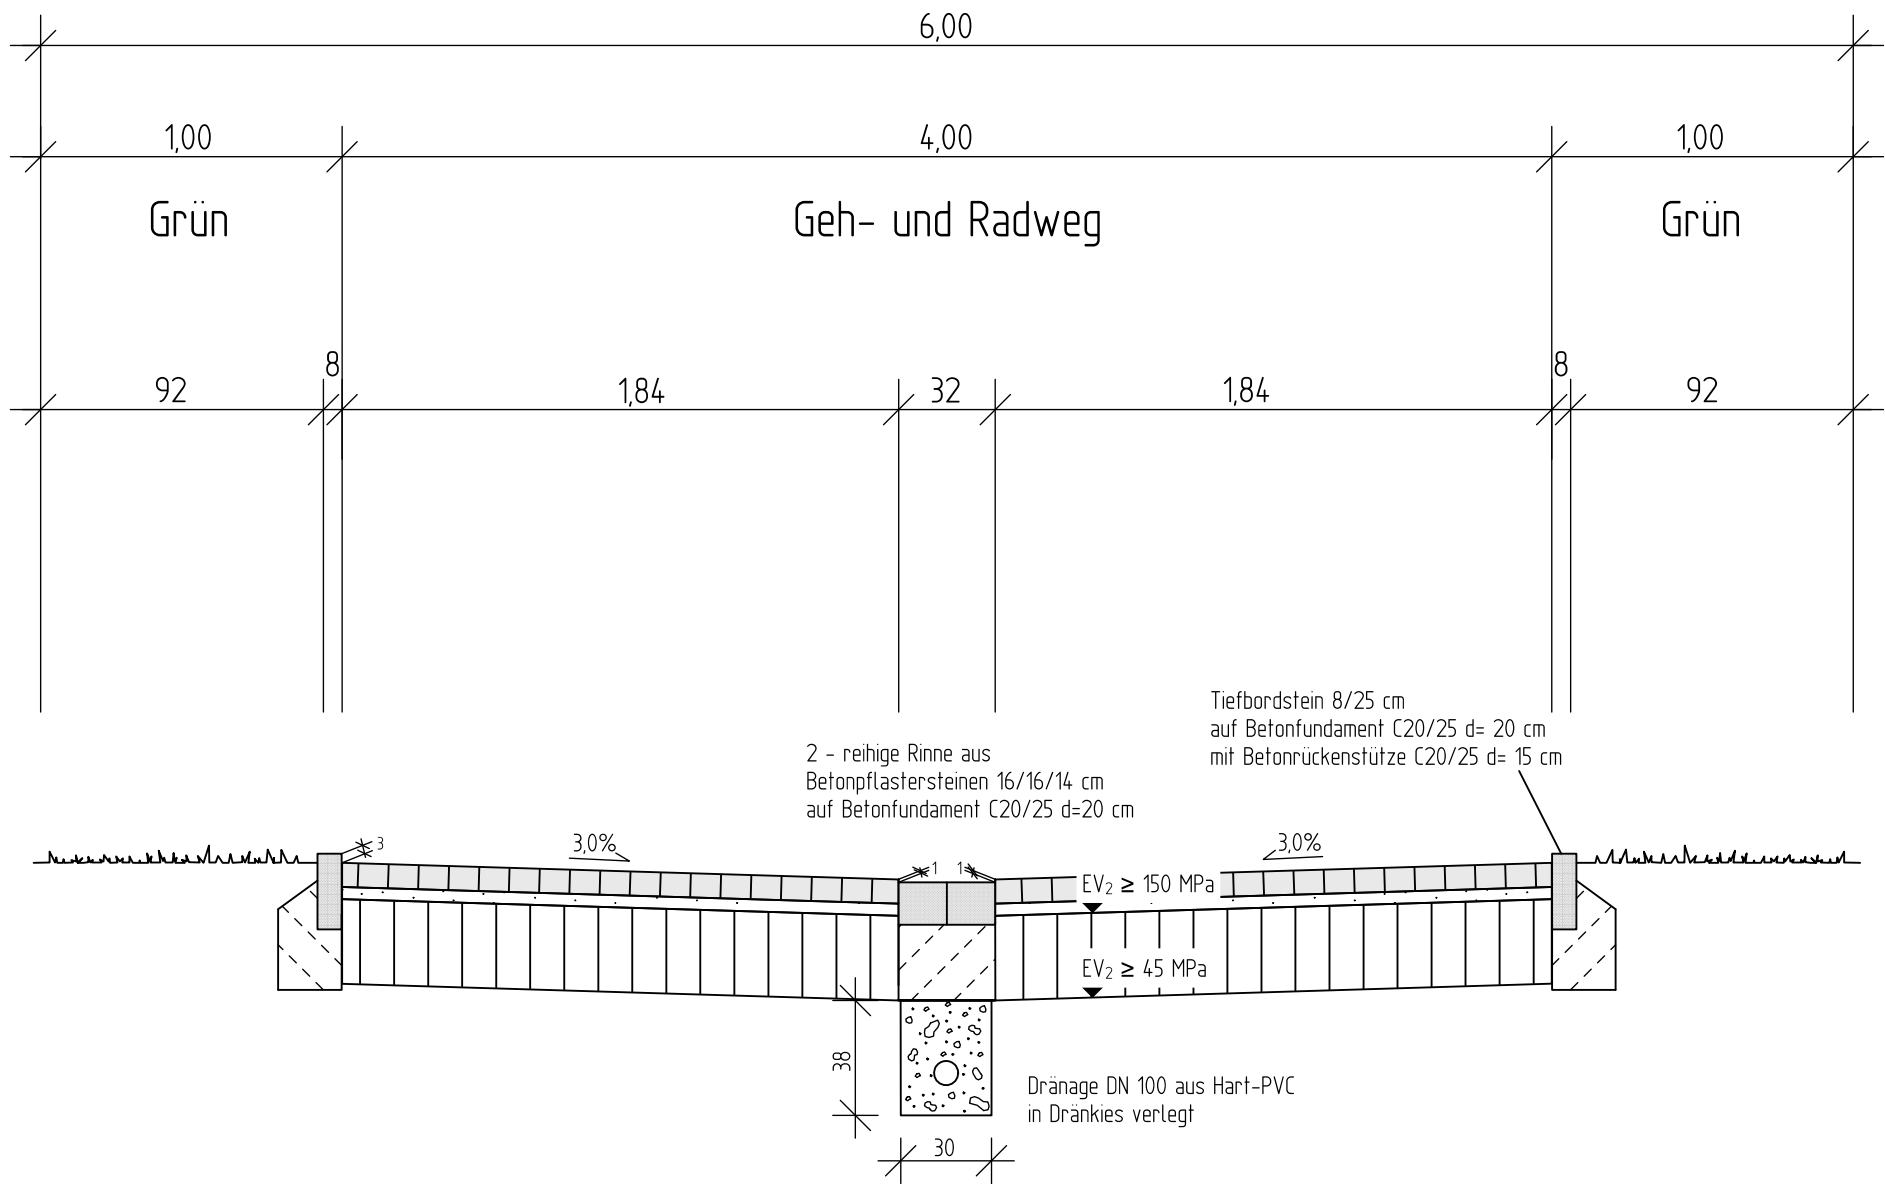 6,00
1,00 4,00 1,00
Grün Geh- und Radweg Grün
8 8
92 1,84 32 1,84 92
Tiefbordstein 8/25 cm
auf Betonfundament C20/25 d= 20 cm
mit Betonrückenstütze C20/25 d= 15 cm
2 - reihige Rinne aus
Betonpflastersteinen 16/16/14 cm
auf Betonfundament C20/25 d=20 cm
3 3,0% 3,0%
1 1
EV₂ ≥ 150 MPa
EV₂ ≥ 45 MPa
38
Dränage DN 100 aus Hart-PVC
in Dränkies verlegt
30